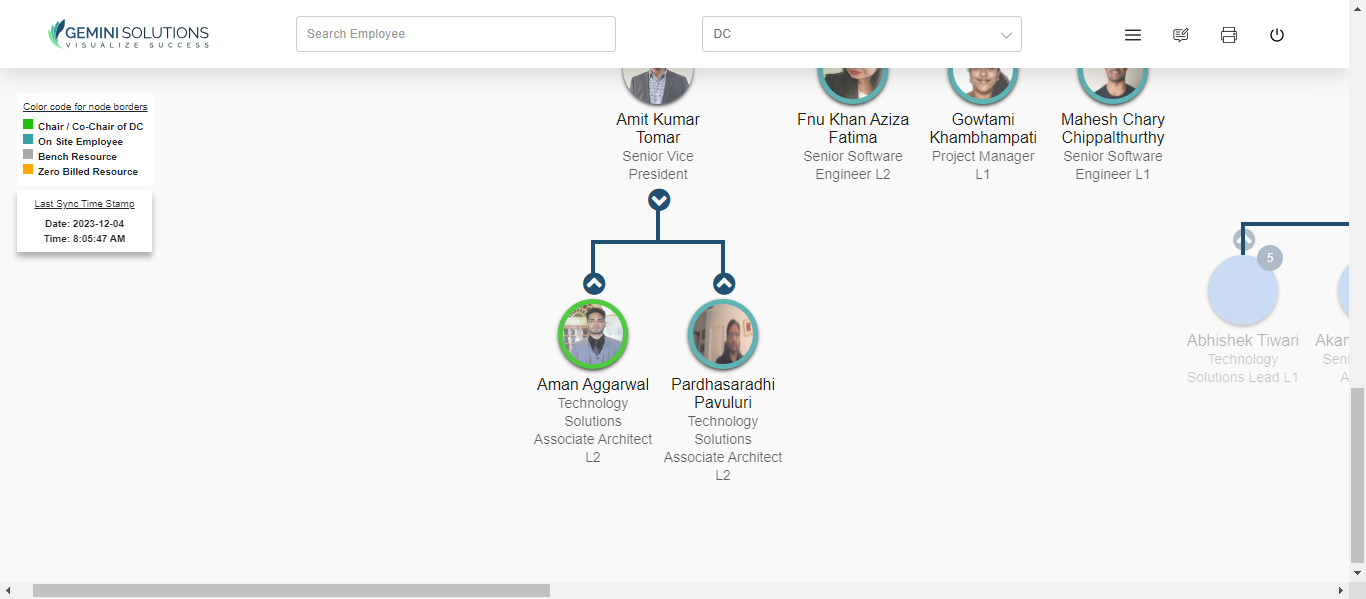 GEMINI SOLUTIONS
VISUALIZE SUCCESS
Search Employee
DC
Color code for node borders
Chair / Co-Chair of DC
On Site Employee
Bench Resource
Zero Billed Resource
Last Sync Time Stamp
Date: 2023-12-04
Time: 8:05:47 AM
Amit Kumar
Tomar
Senior Vice
President
Fnu Khan Aziza
Fatima
Senior Software
Engineer L2
Gowtami
Khambhampati
Project Manager
L1
Mahesh Chary
Chippalthurthy
Senior Software
Engineer L1
Aman Aggarwal
Technology
Solutions
Associate Architect
L2
Pardhasaradhi
Pavuluri
Technology
Solutions
Associate Architect
L2
5
Abhishek Tiwari
Technology
Solutions Lead L1
Akar
Seni
A